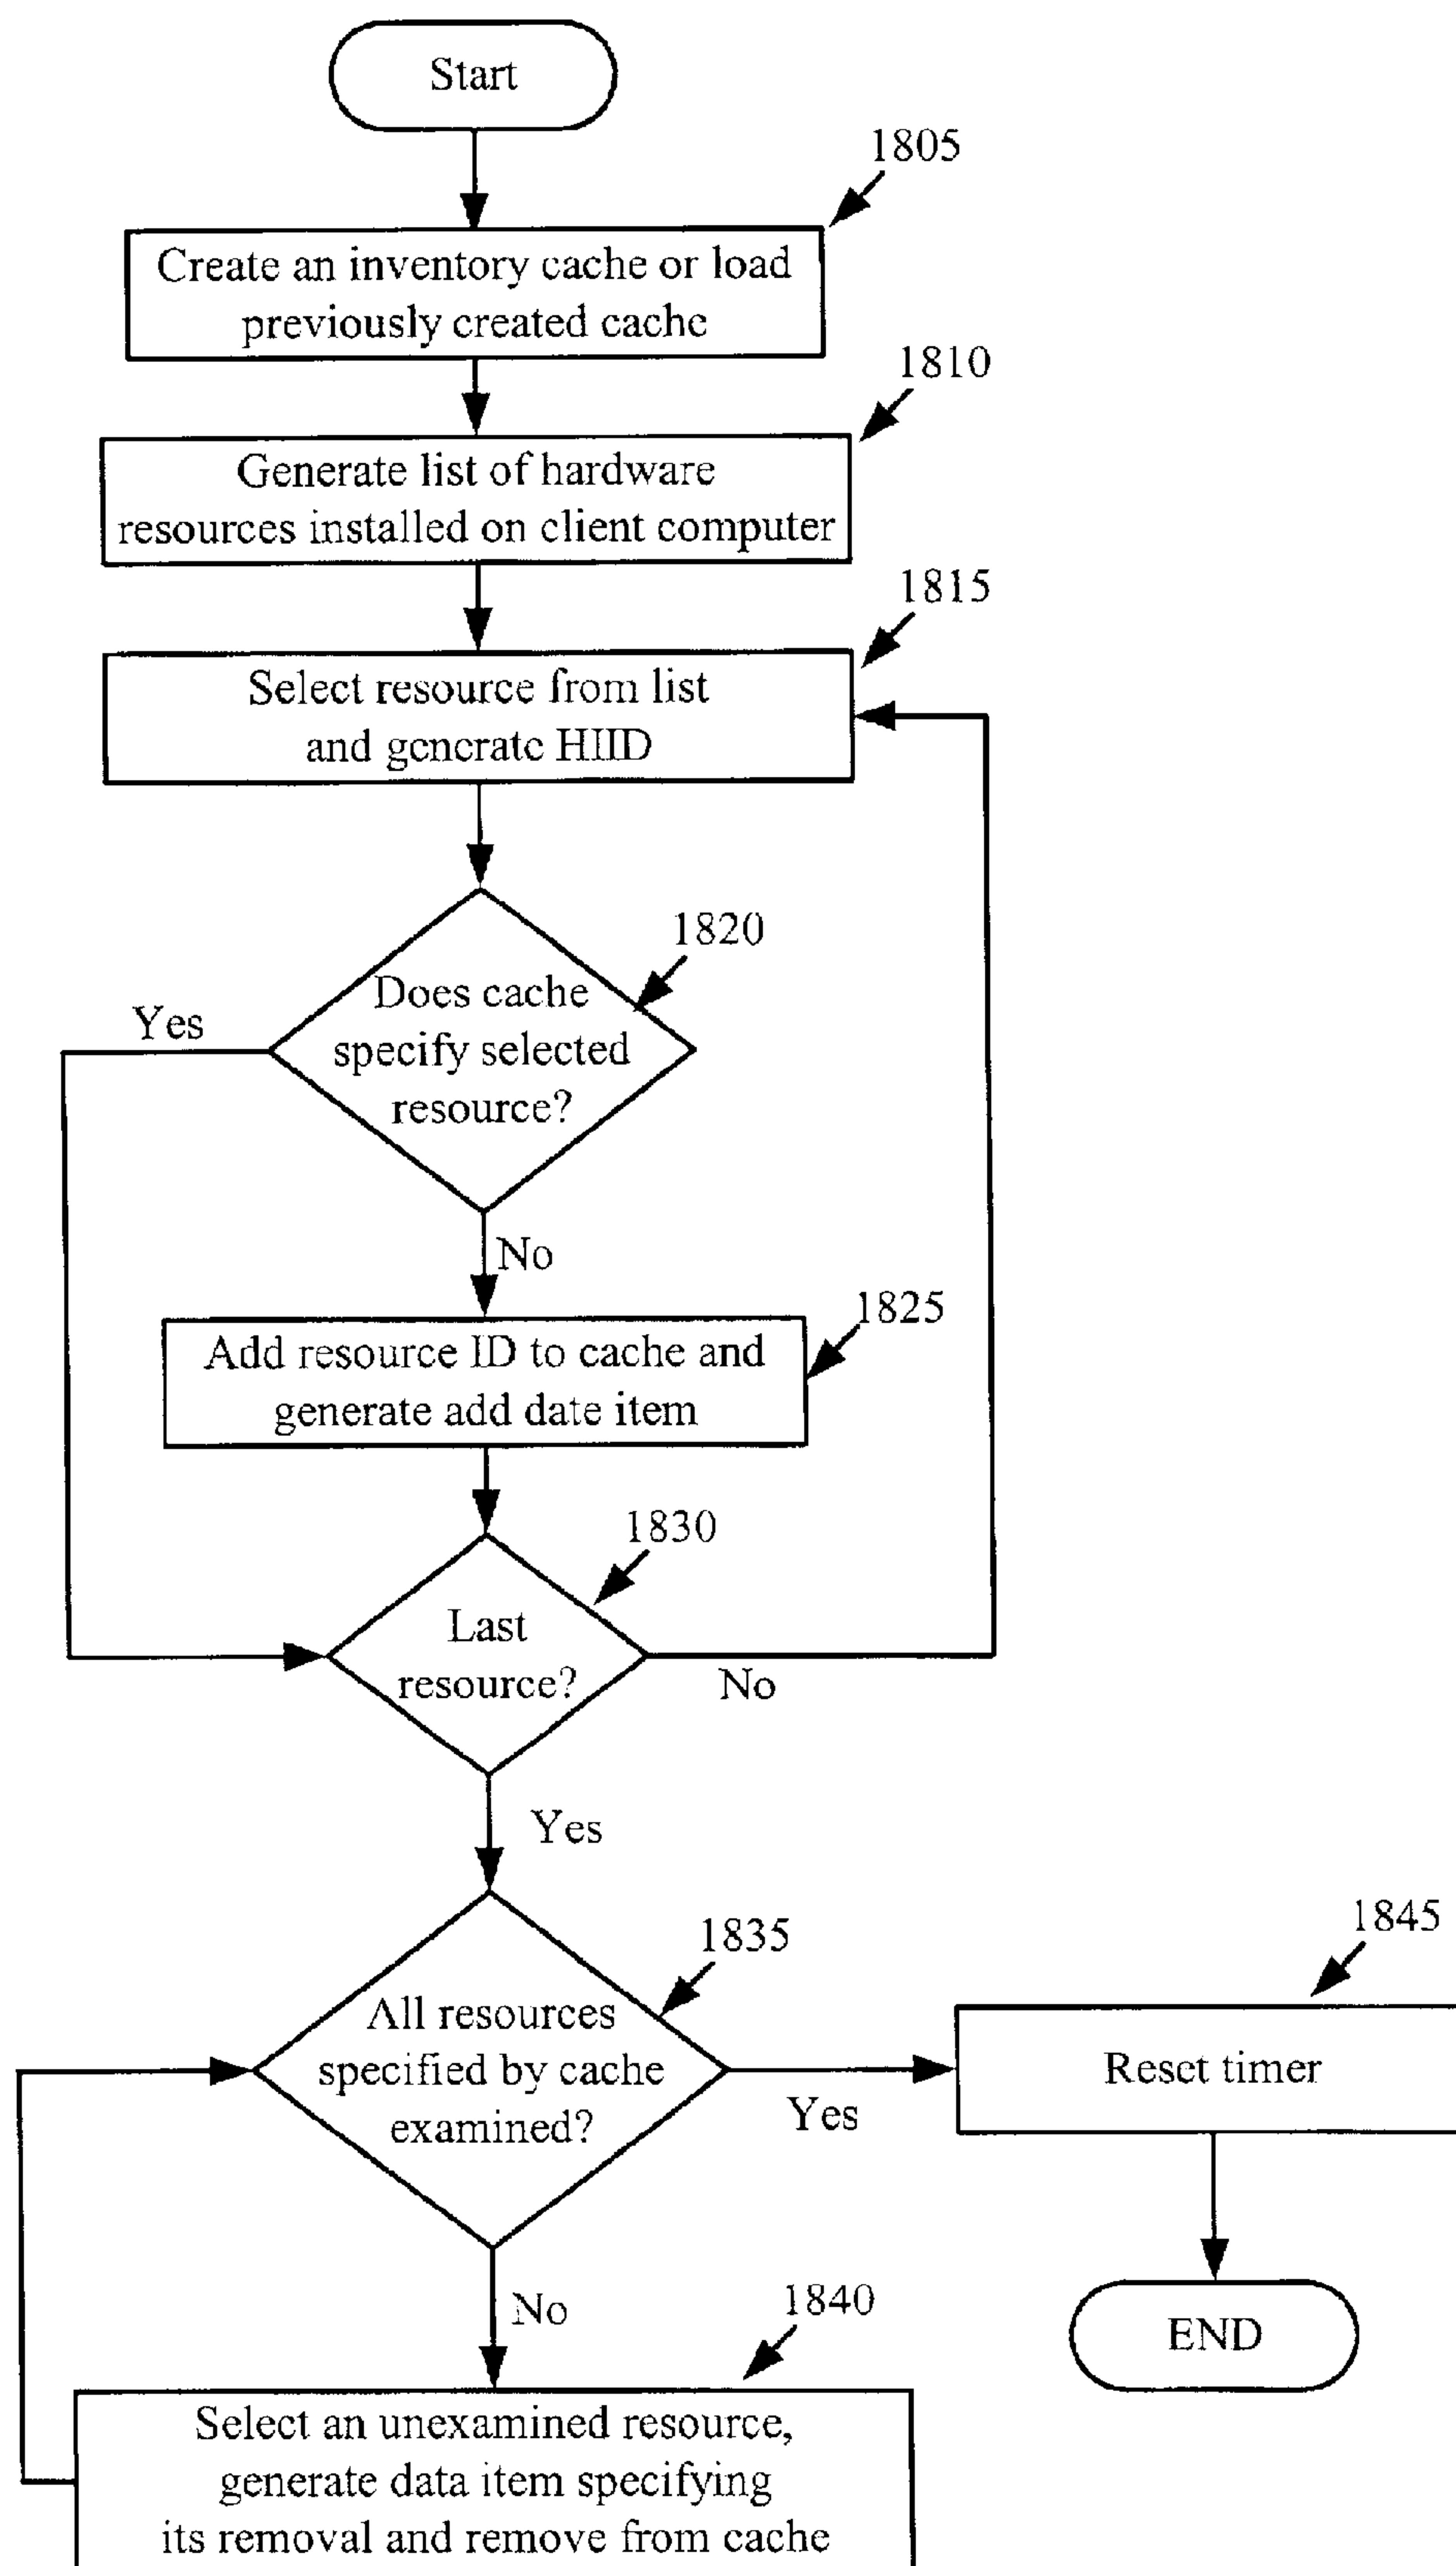 Start
1805
Create an inventory cache or load
previously created cache
1810
Generate list of hardware
resources installed on client computer
1815
Select resource from list
and generate HIID
1820
Does cache
specify selected
resource?
Yes
No
1825
Add resource ID to cache and
generate add date item
1830
Last
resource?
No
Yes
1835
All resources
specified by cache
examined?
Yes
1845
Reset timer
No
END
1840
Select an unexamined resource,
generate data item specifying
its removal and remove from cache